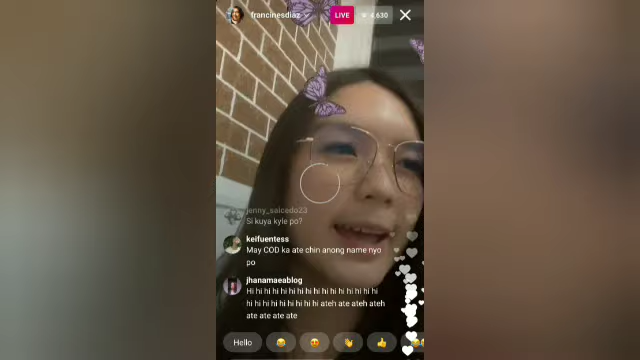 francinesdiaz
LIVE
4,630
jenny_salcedo23
Si kuya kyle po?
keifuentess
May COD ka ate chin anong name nyo
po
jhanamaeablog
Hi hi hi hi hi hi hi hi hi hi hi hi hi hi hi hi
hi hi hi hi hi hi hi hi hi ateh ate ateh ateh
ate ate ate ate
Hello